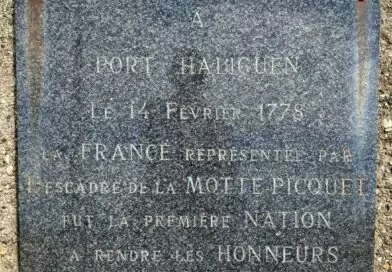 A
PORT HALIGUEN
LE 14 FÉVRIER 1778
LA FRANCE REPRÉSENTÉE PAR
L'ESCADRE DE LA MOTTE-PICQUET
FUT LA PREMIÈRE NATION
A RENDRE LES HONNEURS